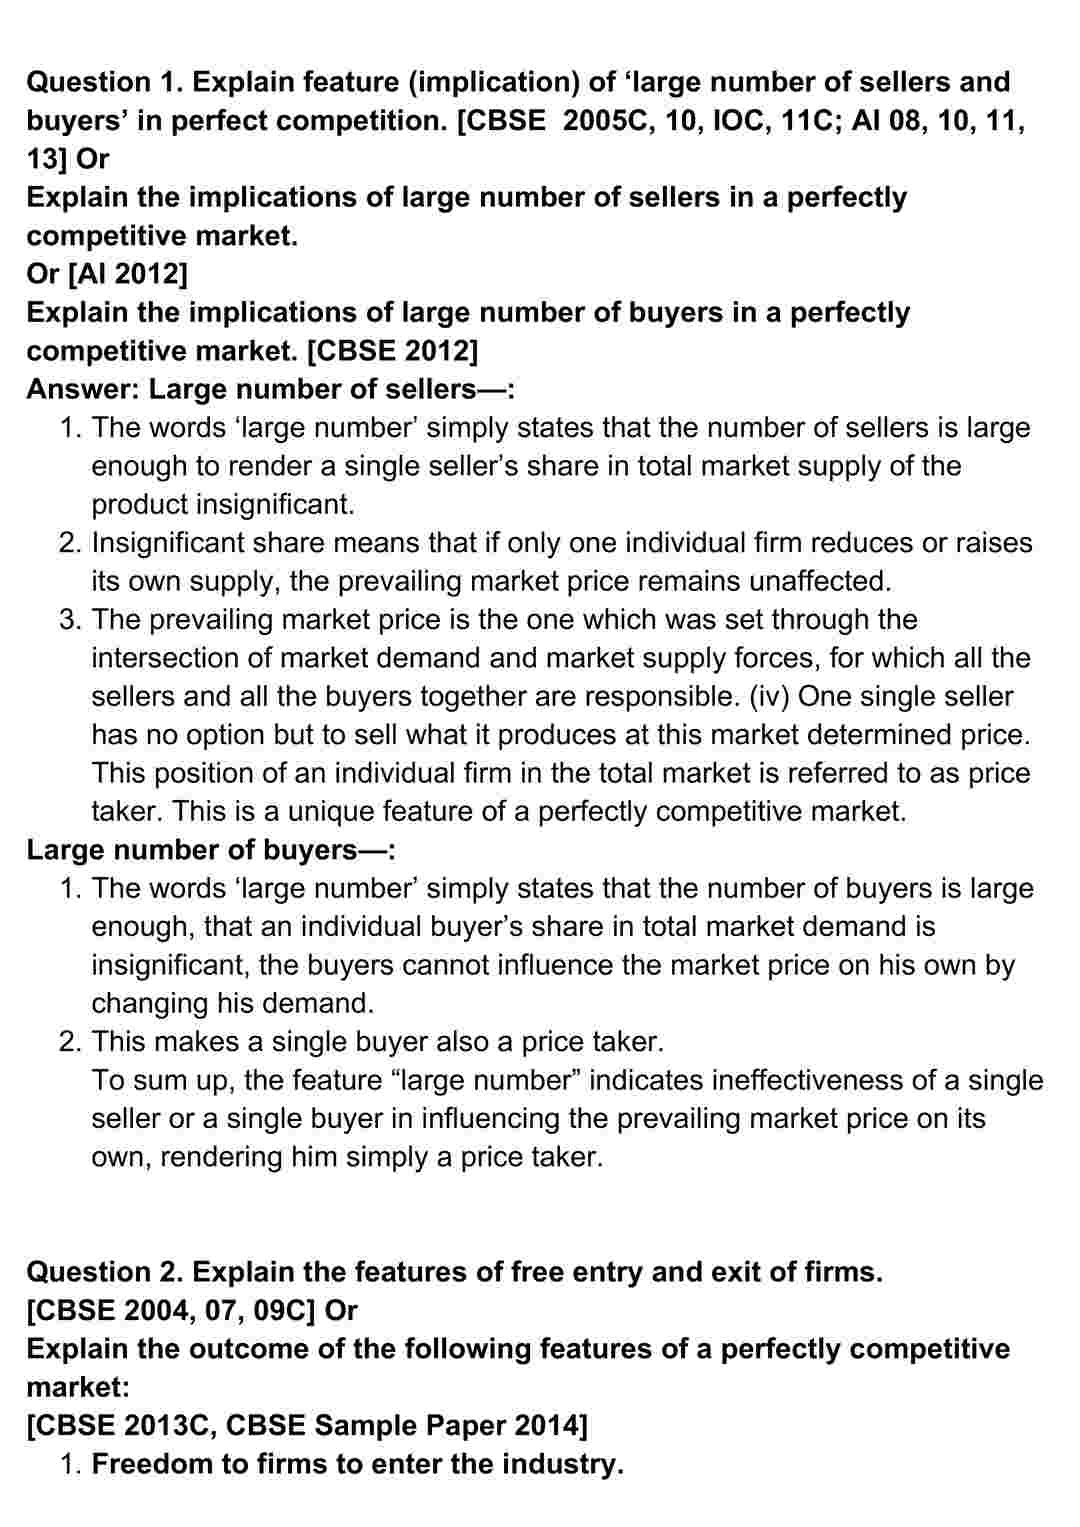 Question 1. Explain feature (implication) of ‘large number of sellers and
buyers’ in perfect competition. [CBSE  2005C, 10, IOC, 11C; AI 08, 10, 11,
13] Or
Explain the implications of large number of sellers in a perfectly
competitive market.
Or [AI 2012]
Explain the implications of large number of buyers in a perfectly
competitive market. [CBSE 2012]
Answer: Large number of sellers—:
1. The words ‘large number’ simply states that the number of sellers is large
enough to render a single seller’s share in total market supply of the
product insignificant.
2. Insignificant share means that if only one individual firm reduces or raises
its own supply, the prevailing market price remains unaffected.
3. The prevailing market price is the one which was set through the
intersection of market demand and market supply forces, for which all the
sellers and all the buyers together are responsible. (iv) One single seller
has no option but to sell what it produces at this market determined price.
This position of an individual firm in the total market is referred to as price
taker. This is a unique feature of a perfectly competitive market.
Large number of buyers—:
1. The words ‘large number’ simply states that the number of buyers is large
enough, that an individual buyer’s share in total market demand is
insignificant, the buyers cannot influence the market price on his own by
changing his demand.
2. This makes a single buyer also a price taker.
To sum up, the feature “large number” indicates ineffectiveness of a single
seller or a single buyer in influencing the prevailing market price on its
own, rendering him simply a price taker.
Question 2. Explain the features of free entry and exit of firms.
[CBSE 2004, 07, 09C] Or
Explain the outcome of the following features of a perfectly competitive
market:
[CBSE 2013C, CBSE Sample Paper 2014]
1. Freedom to firms to enter the industry.